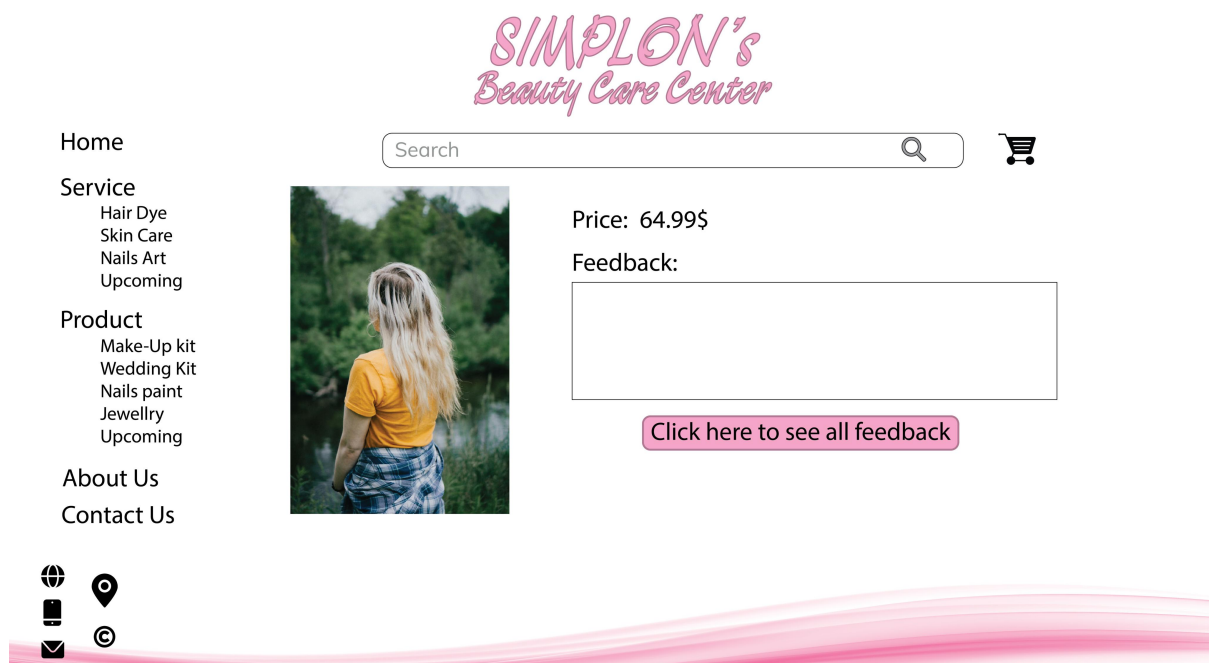 SIMPLON's
Beauty Care Center
Home
Search
Service
Hair Dye
Skin Care
Nails Art
Upcoming
Product
Make-Up kit
Wedding Kit
Nails paint
Jewellry
Upcoming
About Us
Contact Us
Price: 64.99$
Feedback:
Click here to see all feedback
©